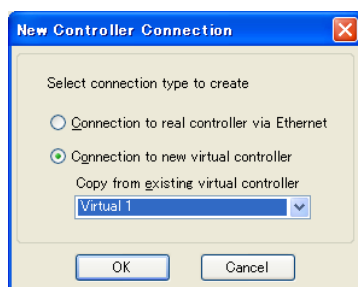 New Controller Connection
Select connection type to create
Connection to real controller via Ethernet
Connection to new virtual controller
Copy from existing virtual controller
Virtual 1
OK
Cancel